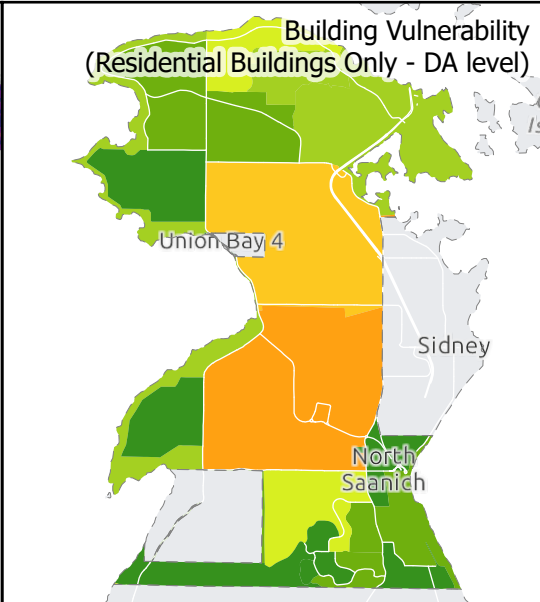 Building Vulnerability
(Residential Buildings Only - DA level)
Union Bay 4
Sidney
North
Saanich